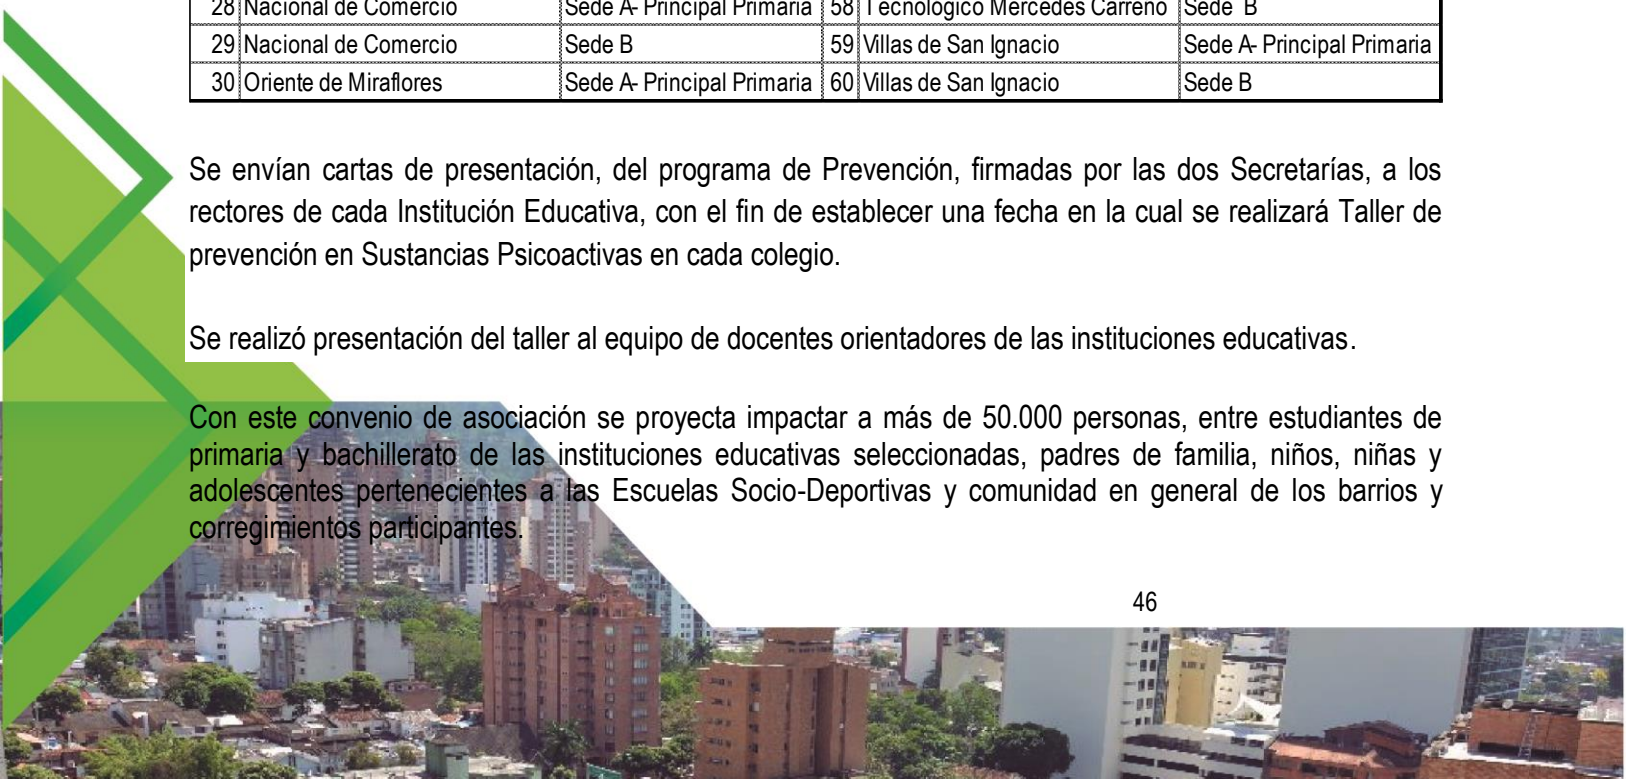 28 Nacional de Comercio Sede A- Principal Primaria 58 Tecnológico Mercedes Carreño Sede B
29 Nacional de Comercio Sede B 59 Villas de San Ignacio Sede A- Principal Primaria
30 Oriente de Miraflores Sede A- Principal Primaria 60 Villas de San Ignacio Sede B
Se envían cartas de presentación, del programa de Prevención, firmadas por las dos Secretarías, a los
rectores de cada Institución Educativa, con el fin de establecer una fecha en la cual se realizará Taller de
prevención en Sustancias Psicoactivas en cada colegio.
Se realizó presentación del taller al equipo de docentes orientadores de las instituciones educativas.
Con este convenio de asociación se proyecta impactar a más de 50.000 personas, entre estudiantes de
primaria y bachillerato de las instituciones educativas seleccionadas, padres de familia, niños, niñas y
adolescentes pertenecientes a las Escuelas Socio-Deportivas y comunidad en general de los barrios y
corregimientos participantes.
46